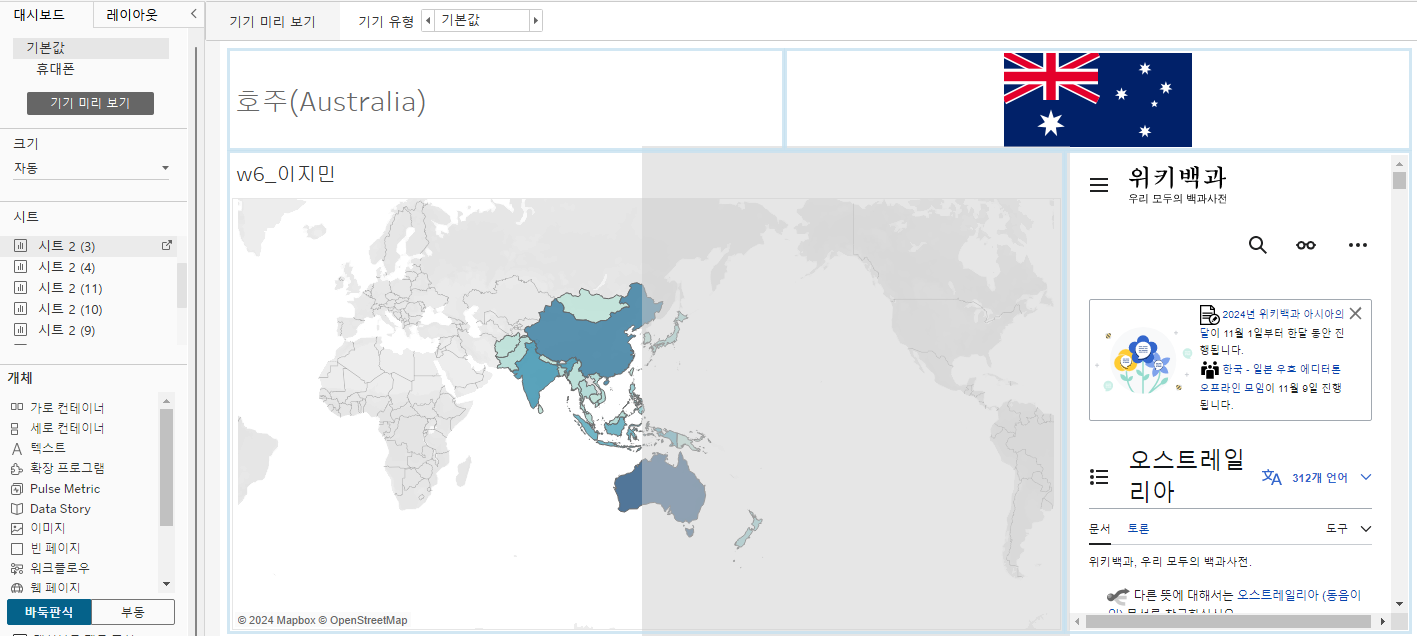 대시보드
레이아웃
기본값
휴대폰
기기 미리 보기
크기
자동
시트
시트 2 (3)
시트 2 (4)
시트 2 (11)
시트 2 (10)
시트 2 (9)
개체
가로 컨테이너
세로 컨테이너
텍스트
확장 프로그램
Pulse Metric
Data Story
이미지
빈 페이지
워크플로우
웹 페이지
바둑판식
부동
기기 미리 보기
기기 유형
기본값
호주(Australia)
w6_이지민
© 2024 Mapbox © OpenStreetMap
위키백과
우리 모두의 백과사전
2024년 위키백과 아시아의
달이 11월 1일부터 한달 동안 진
행됩니다.
한국 - 일본 우호 에디터톤
오프라인 모임이 11월 9일 진행
됩니다.
오스트레일
리아
312개 언어
문서
토론
도구
위키백과, 우리 모두의 백과사전.
다른 뜻에 대해서는 오스트레일리아 (동음이